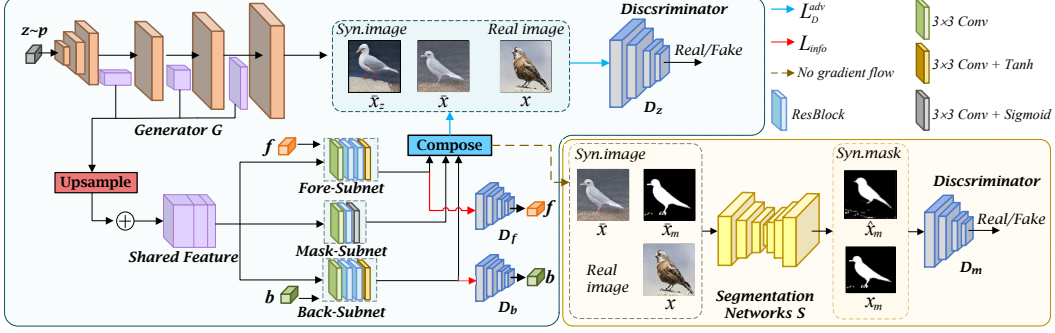 z~p
Generator G
Upsample
Shared Feature
f
Fore-Subnet
Mask-Subnet
b
Back-Subnet
Syn.image
Real image
x̄_z
x̄
x
Compose
D_f
f
D_b
b
Discsriminator
Real/Fake
D_z
L_D^adv
L_info
No gradient flow
ResBlock
3×3 Conv
3×3 Conv + Tanh
3×3 Conv + Sigmoid
Syn.image
x̄
x̄_m
Real
image
x
Segmentation
Networks S
Syn.mask
x̂_m
x_m
Discsriminator
Real/Fake
D_m